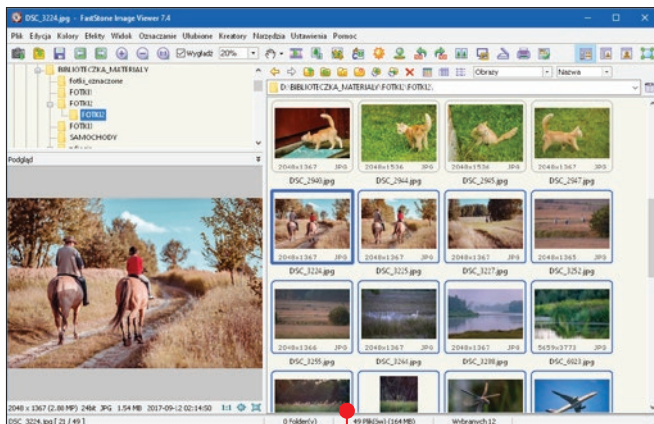 DSC_3224.jpg - FastStone Image Viewer 7.4
Plik Edycja Kolory Efekty Widok Oznaczanie Ulubione Kreatory Narzędzia Ustawienia Pomoc
Wygładź 20%
BIBLIOTECZKA_MATERIALY
fotki_oznaczone
FOTKI
FOTKI2
FOTKI2
FOTKI3
SAMOCHODY
Obrazy Nazwa
D:\BIBLIOTECZKA_MATERIALY\FOTKI2\FOTKI2\
Podgląd
2048x1367 JPG 2048x1536 JPG 2048x1536 JPG 2048x1367 JPG
DSC_2940.jpg DSC_2944.jpg DSC_2945.jpg DSC_2947.jpg
2048x1367 JPG 2048x1367 JPG 2048x1367 JPG 2048x1365 JPG
DSC_3224.jpg DSC_3225.jpg DSC_3227.jpg DSC_3252.jpg
2048x1366 JPG 2048x1367 JPG 2048x1367 JPG 5659x3773 JPG
DSC_3255.jpg DSC_3261.jpg DSC_3288.jpg DSC_6023.jpg
2048 x 1367 (2.80 MP) 24bit JPG 1.54 MB 2017-09-12 02:14:50 1:1
DSC_3224.jpg [ 21 / 49 ] 0 Folder(y) 49 Plik(ów) (164 MB) Wybranych 12